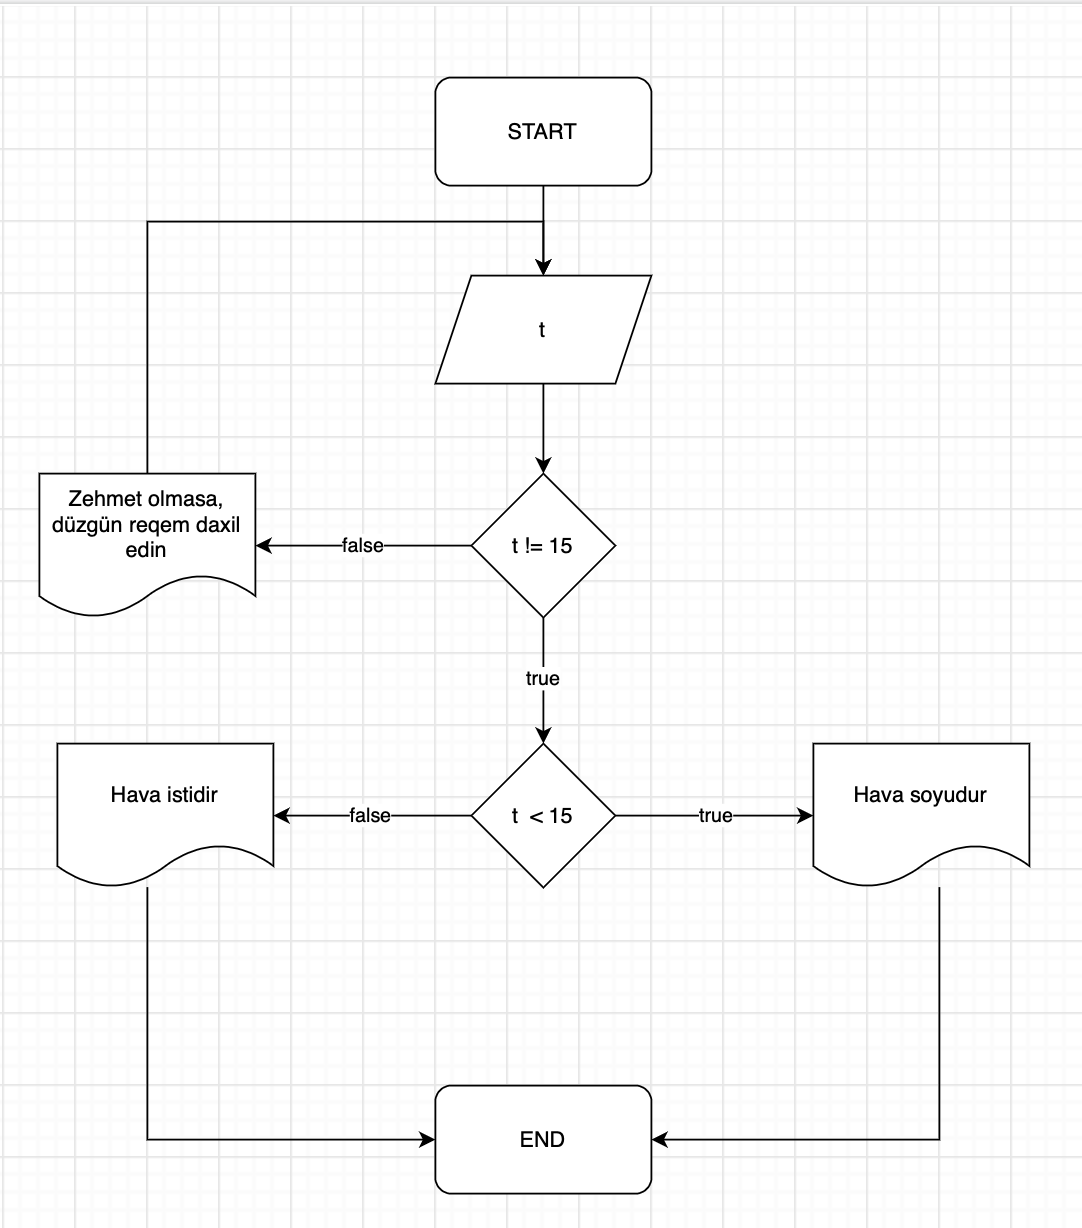 START
t
Zehmet olmasa,
düzgün reqem daxil
edin
false
t != 15
true
Hava istidir
false
t < 15
true
Hava soyudur
END